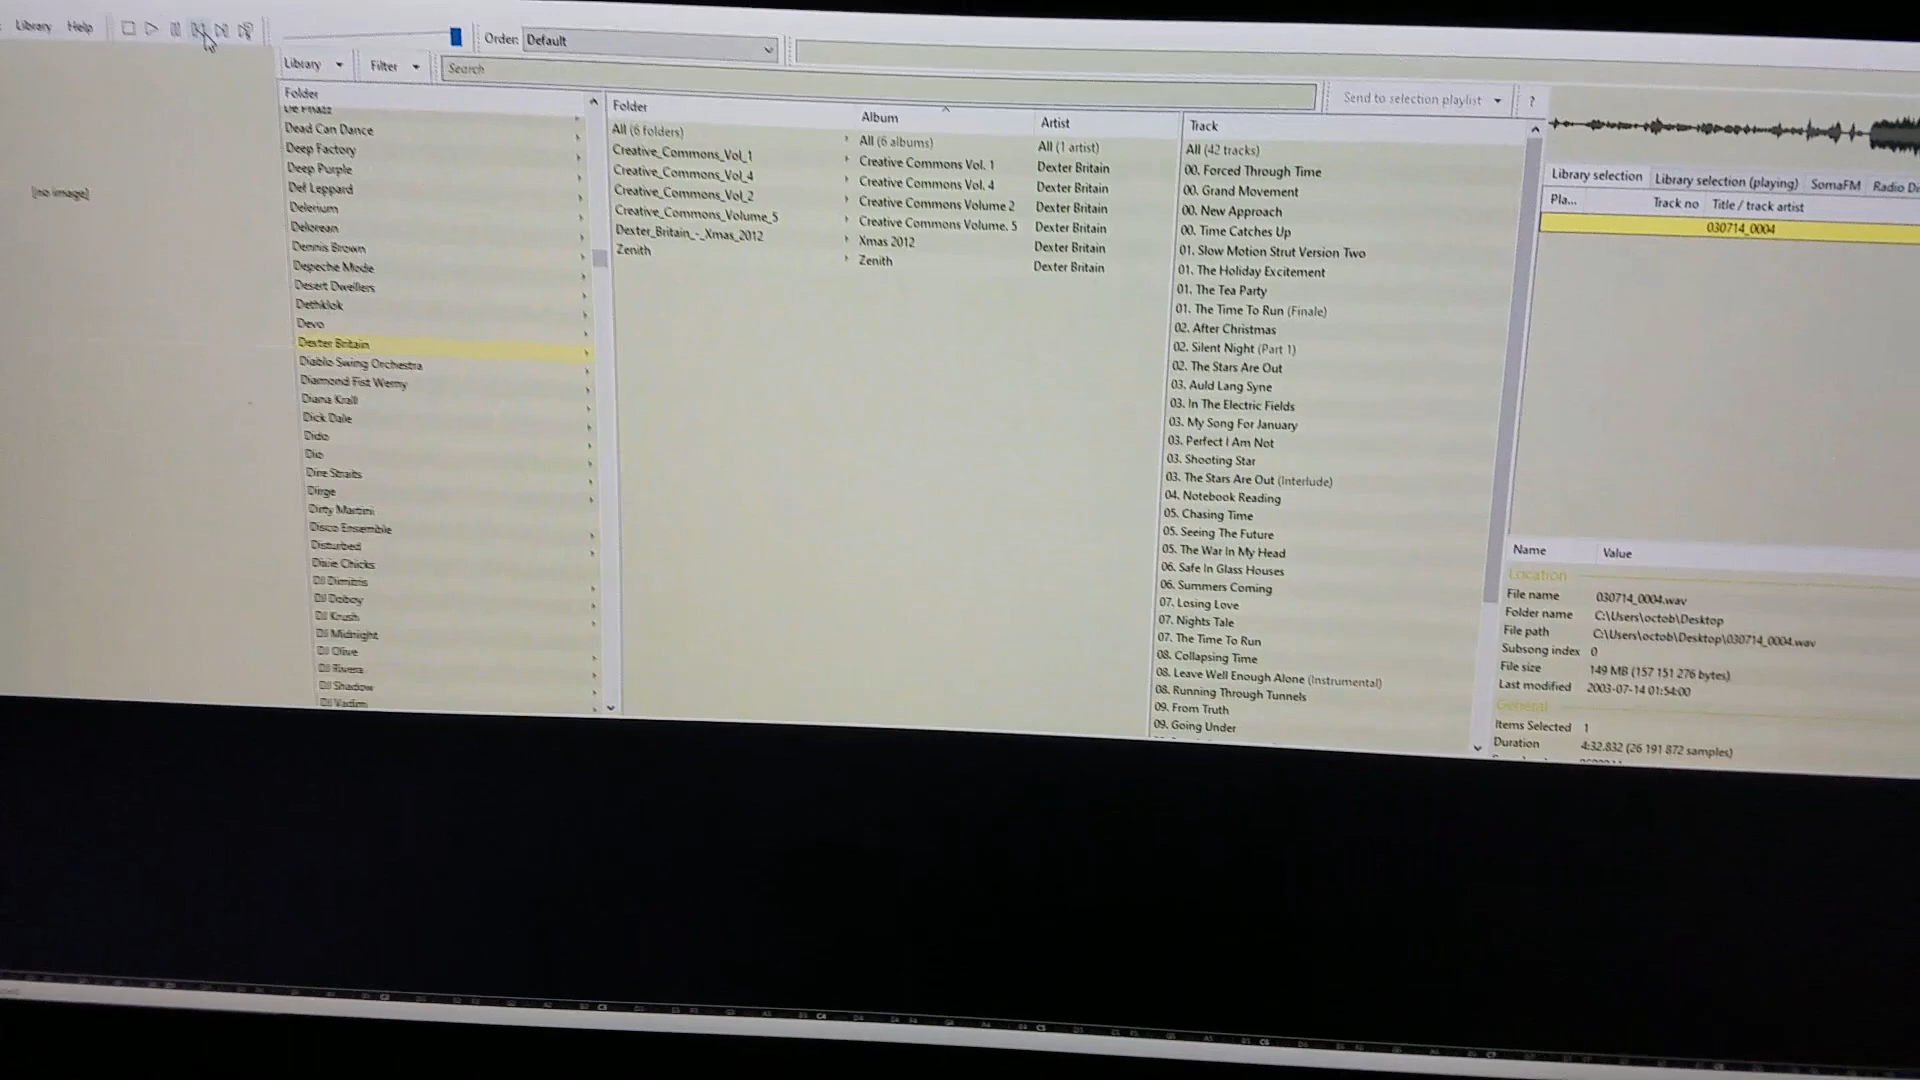 Library Help
Order: Default
Library Filter Search Send to selection playlist ?
[no image]
Folder
De Phazz
Dead Can Dance
Deep Factory
Deep Purple
Def Leppard
Delerium
Delorean
Dennis Brown
Depeche Mode
Desert Dwellers
Dethklok
Devo
Dexter Britain
Diablo Swing Orchestra
Diamond Fist Werny
Diana Krall
Dick Dale
Dido
Dio
Dire Straits
Dirge
Dirty Martini
Disco Ensemble
Disturbed
Dixie Chicks
DJ Dimitris
DJ Doboy
DJ Krush
DJ Midnight
DJ Olive
DJ Rivera
DJ Shadow
DJ Vadim
Folder Album Artist
All (6 folders) All (6 albums) All (1 artist)
Creative_Commons_Vol_1 Creative Commons Vol. 1 Dexter Britain
Creative_Commons_Vol_4 Creative Commons Vol. 4 Dexter Britain
Creative_Commons_Vol_2 Creative Commons Volume 2 Dexter Britain
Creative_Commons_Volume_5 Creative Commons Volume. 5 Dexter Britain
Dexter_Britain_-_Xmas_2012 Xmas 2012 Dexter Britain
Zenith Zenith Dexter Britain
Track
All (42 tracks)
00. Forced Through Time
00. Grand Movement
00. New Approach
00. Time Catches Up
01. Slow Motion Strut Version Two
01. The Holiday Excitement
01. The Tea Party
01. The Time To Run (Finale)
02. After Christmas
02. Silent Night (Part 1)
02. The Stars Are Out
03. Auld Lang Syne
03. In The Electric Fields
03. My Song For January
03. Perfect I Am Not
03. Shooting Star
03. The Stars Are Out (Interlude)
04. Notebook Reading
05. Chasing Time
05. Seeing The Future
05. The War In My Head
06. Safe In Glass Houses
06. Summers Coming
07. Losing Love
07. Nights Tale
07. The Time To Run
08. Collapsing Time
08. Leave Well Enough Alone (Instrumental)
08. Running Through Tunnels
09. From Truth
09. Going Under
Library selection Library selection (playing) SomaFM Radio
Pla... Track no Title / track artist
030714_0004
Name Value
Location
File name 030714_0004.wav
Folder name C:\Users\octob\Desktop
File path C:\Users\octob\Desktop\030714_0004.wav
Subsong index 0
File size 149 MB (157 151 276 bytes)
Last modified 2003-07-14 01:54:00
General
Items Selected 1
Duration 4:32.832 (26 191 872 samples)